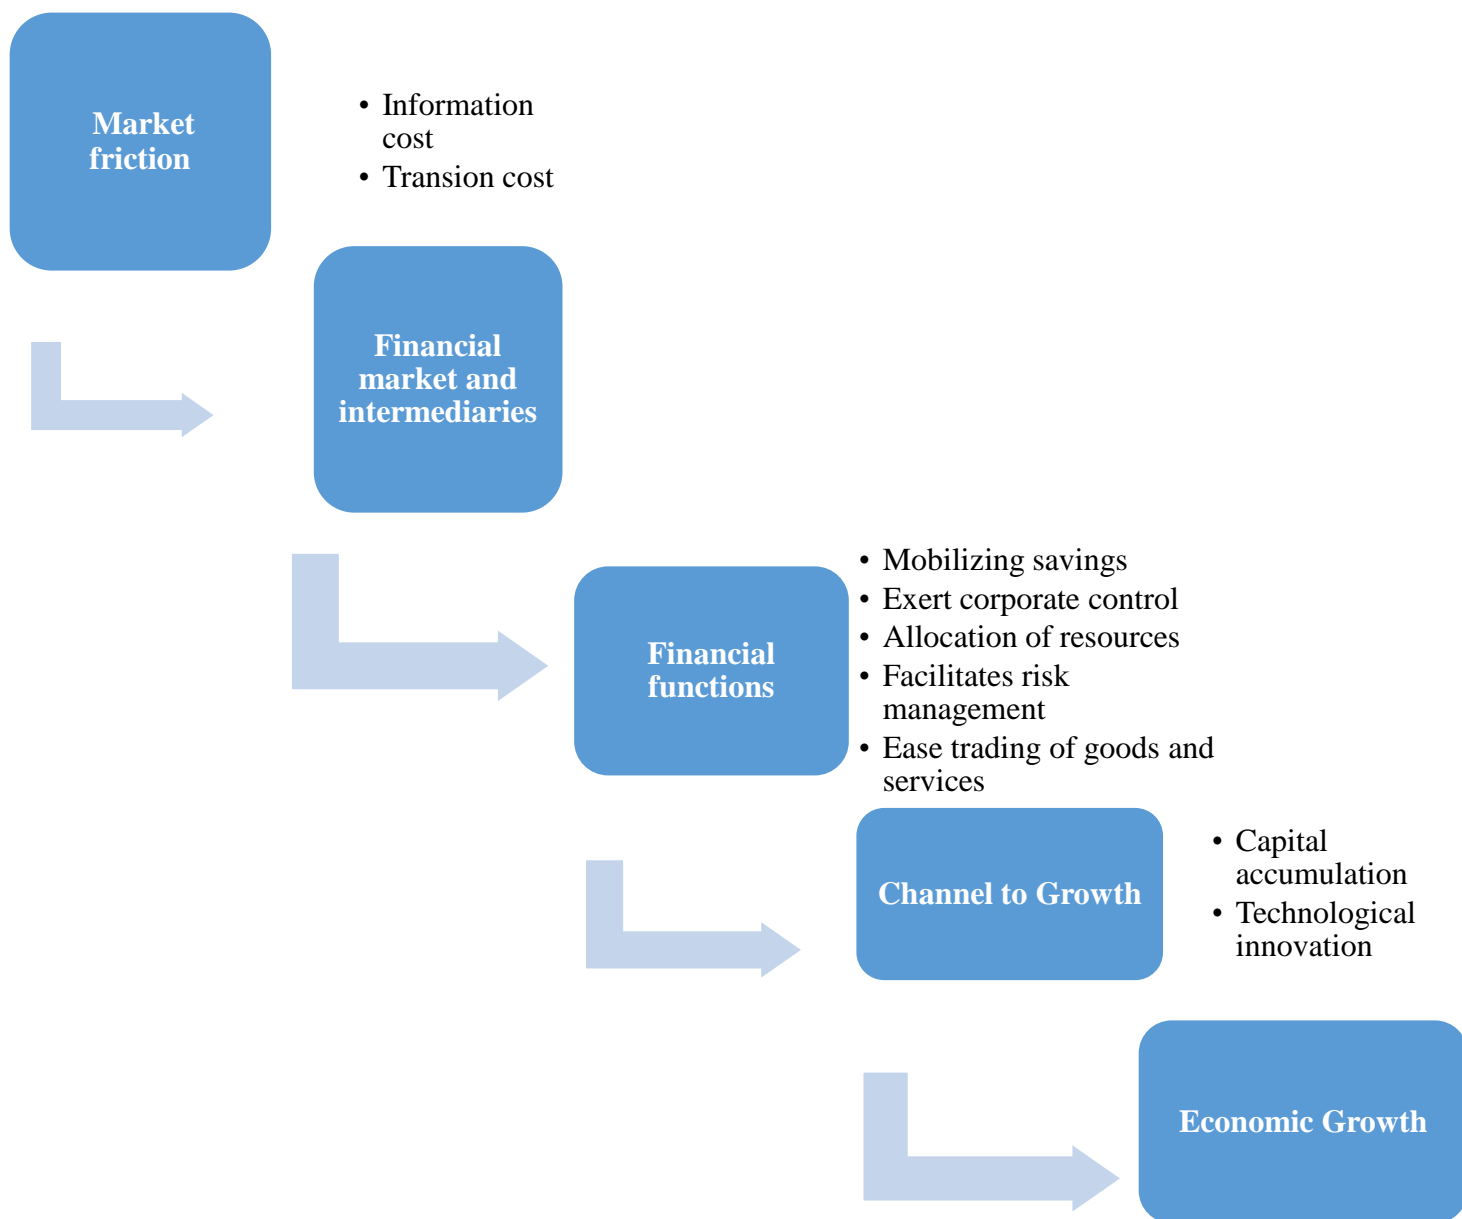 Market
friction
• Information
cost
• Transion cost
Financial
market and
intermediaries
Financial
functions
• Mobilizing savings
• Exert corporate control
• Allocation of resources
• Facilitates risk
management
• Ease trading of goods and
services
Channel to Growth
• Capital
accumulation
• Technological
innovation
Economic Growth